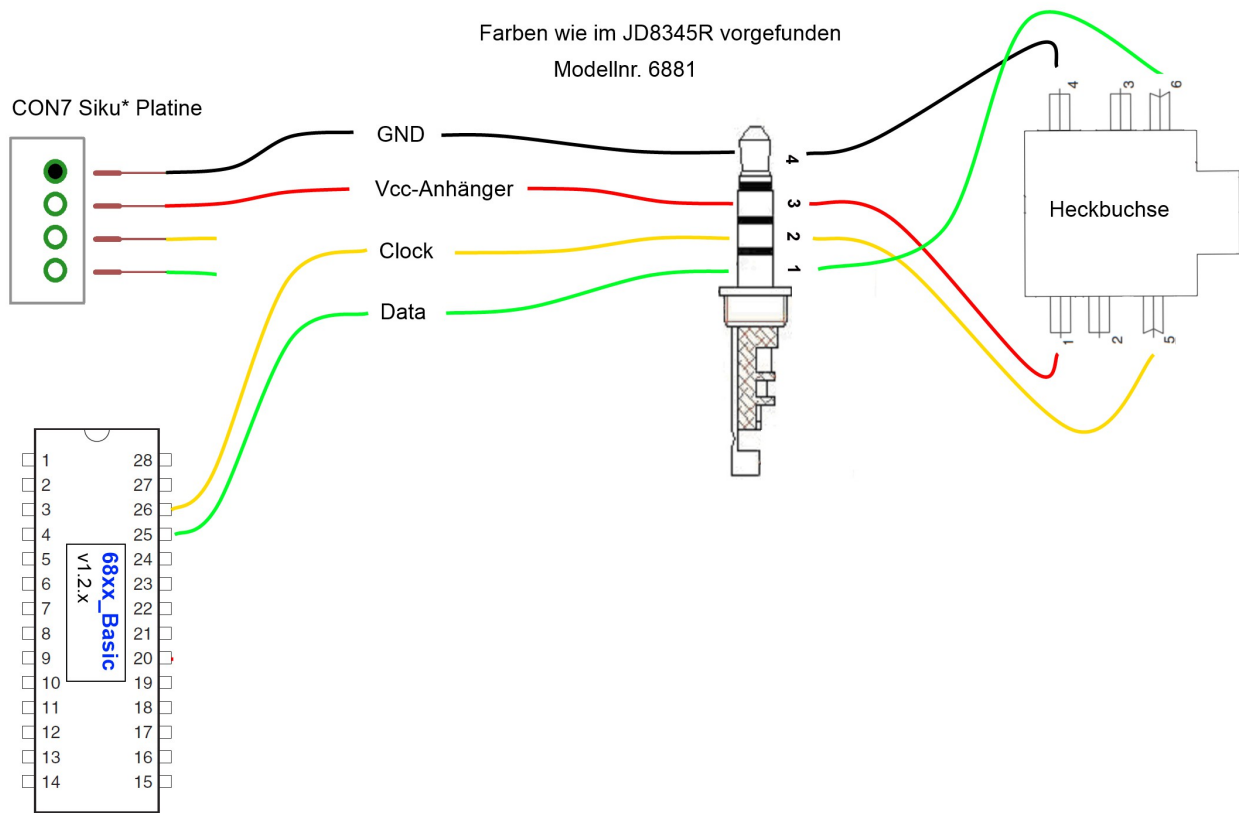 Farben wie im JD8345R vorgefunden
Modellnr. 6881
CON7 Siku* Platine
GND
Vcc-Anhänger
Clock
Data
4
3
2
1
4
3
6
Heckbuchse
1
2
5
1 28
2 27
3 26
4 25
5 24
6 23
7 22
8 21
9 20
10 19
11 18
12 17
13 16
14 15
68xx_Basic
v1.2.x